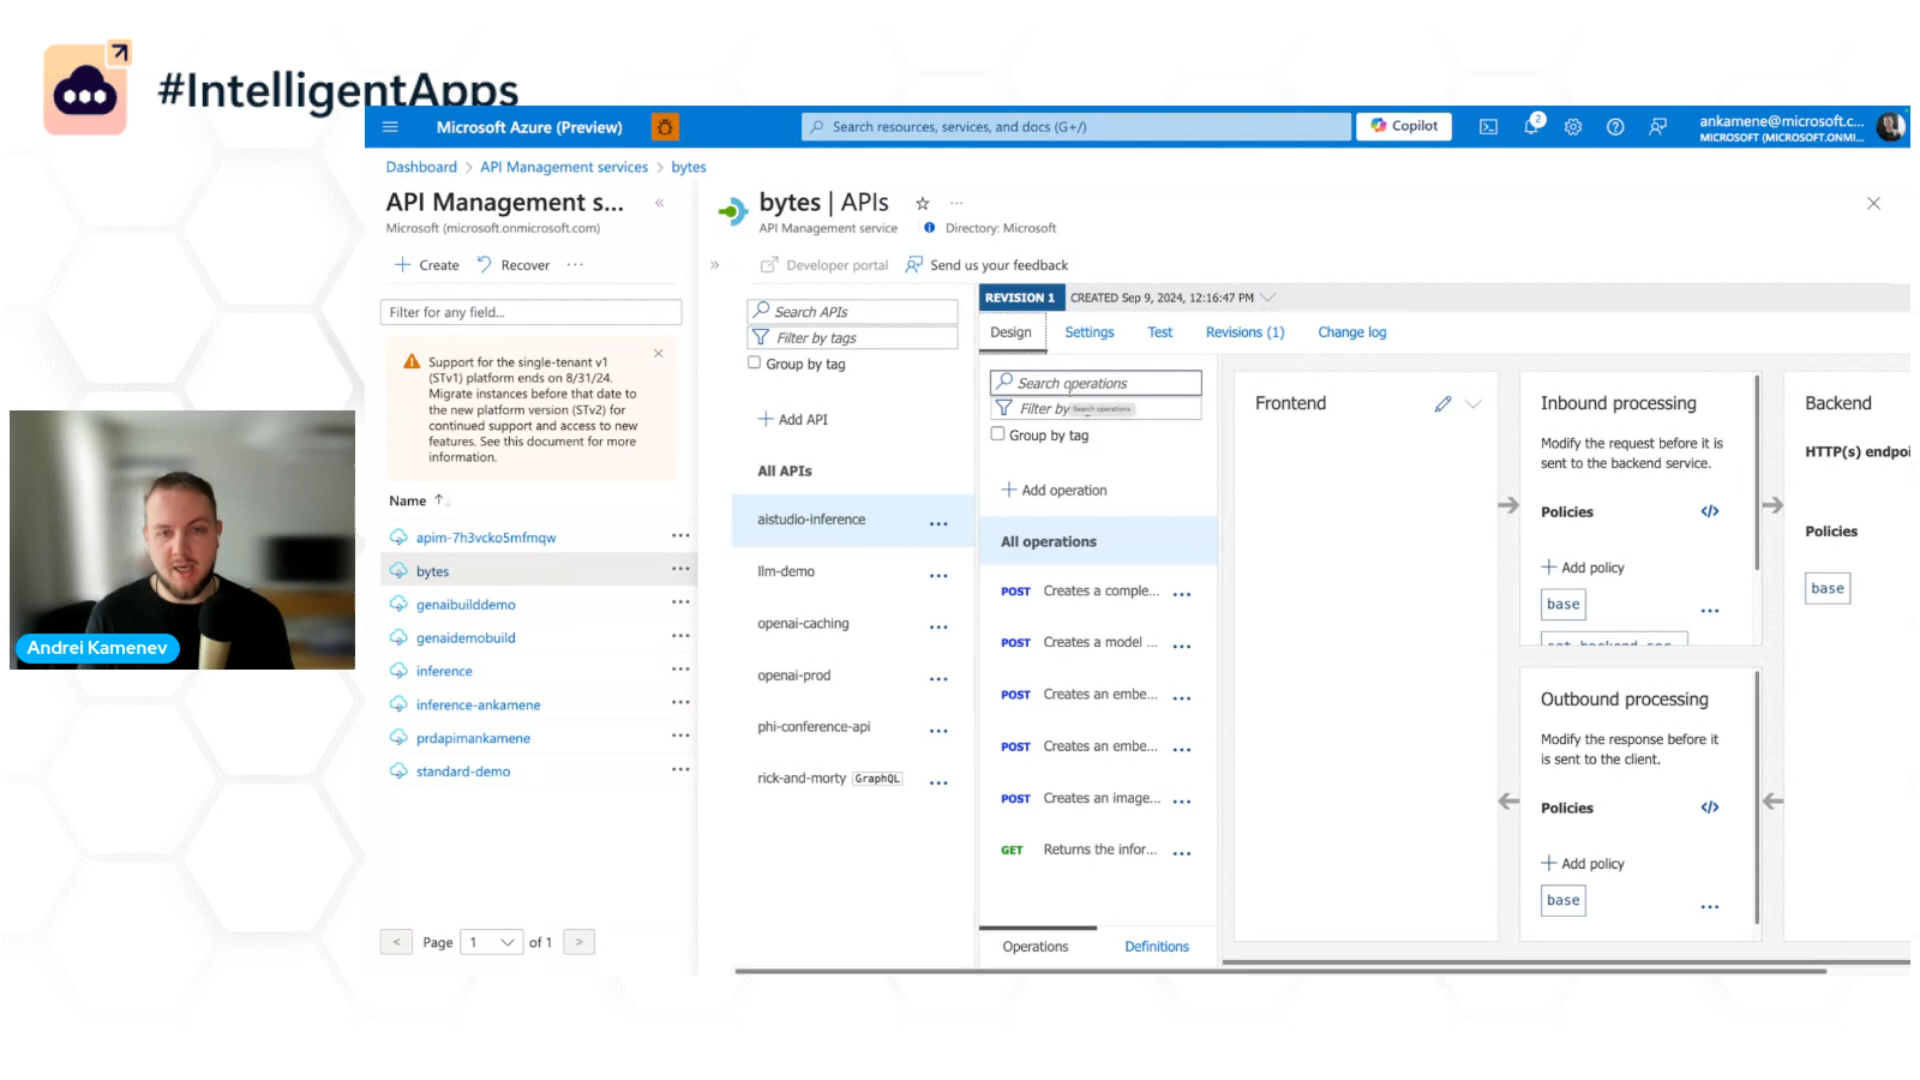 #IntelligentApps
Microsoft Azure (Preview)
Search resources, services, and docs (G+/)
Copilot
2
ankamene@microsoft.c...
MICROSOFT (MICROSOFT.ONMI...
Dashboard > API Management services > bytes
API Management s...
Microsoft (microsoft.onmicrosoft.com)
+ Create
Recover
...
Filter for any field...
Support for the single-tenant v1
(STv1) platform ends on 8/31/24.
Migrate instances before that date to
the new platform version (STv2) for
continued support and access to new
features. See this document for more
information.
Name ↑
apim-7h3vcko5mfmqw
bytes
genaibuilddemo
genaidemobuild
inference
inference-ankamene
prdapimankamene
standard-demo
< Page 1 of 1 >
bytes | APIs
API Management service
Directory: Microsoft
Developer portal
Send us your feedback
Search APIs
Filter by tags
Group by tag
+ Add API
All APIs
aistudio-inference
llm-demo
openai-caching
openai-prod
phi-conference-api
rick-and-morty GraphQL
REVISION 1
CREATED Sep 9, 2024, 12:16:47 PM
Design
Settings
Test
Revisions (1)
Change log
Search operations
Filter by
Search operations
Group by tag
+ Add operation
All operations
POST Creates a comple...
POST Creates a model ...
POST Creates an embe...
POST Creates an embe...
POST Creates an image...
GET Returns the infor...
Operations
Definitions
Frontend
Inbound processing
Modify the request before it is
sent to the backend service.
Policies </>
+ Add policy
base
Outbound processing
Modify the response before it
is sent to the client.
Policies </>
+ Add policy
base
Backend
HTTP(s) endpoi
Policies
base
Andrei Kamenev